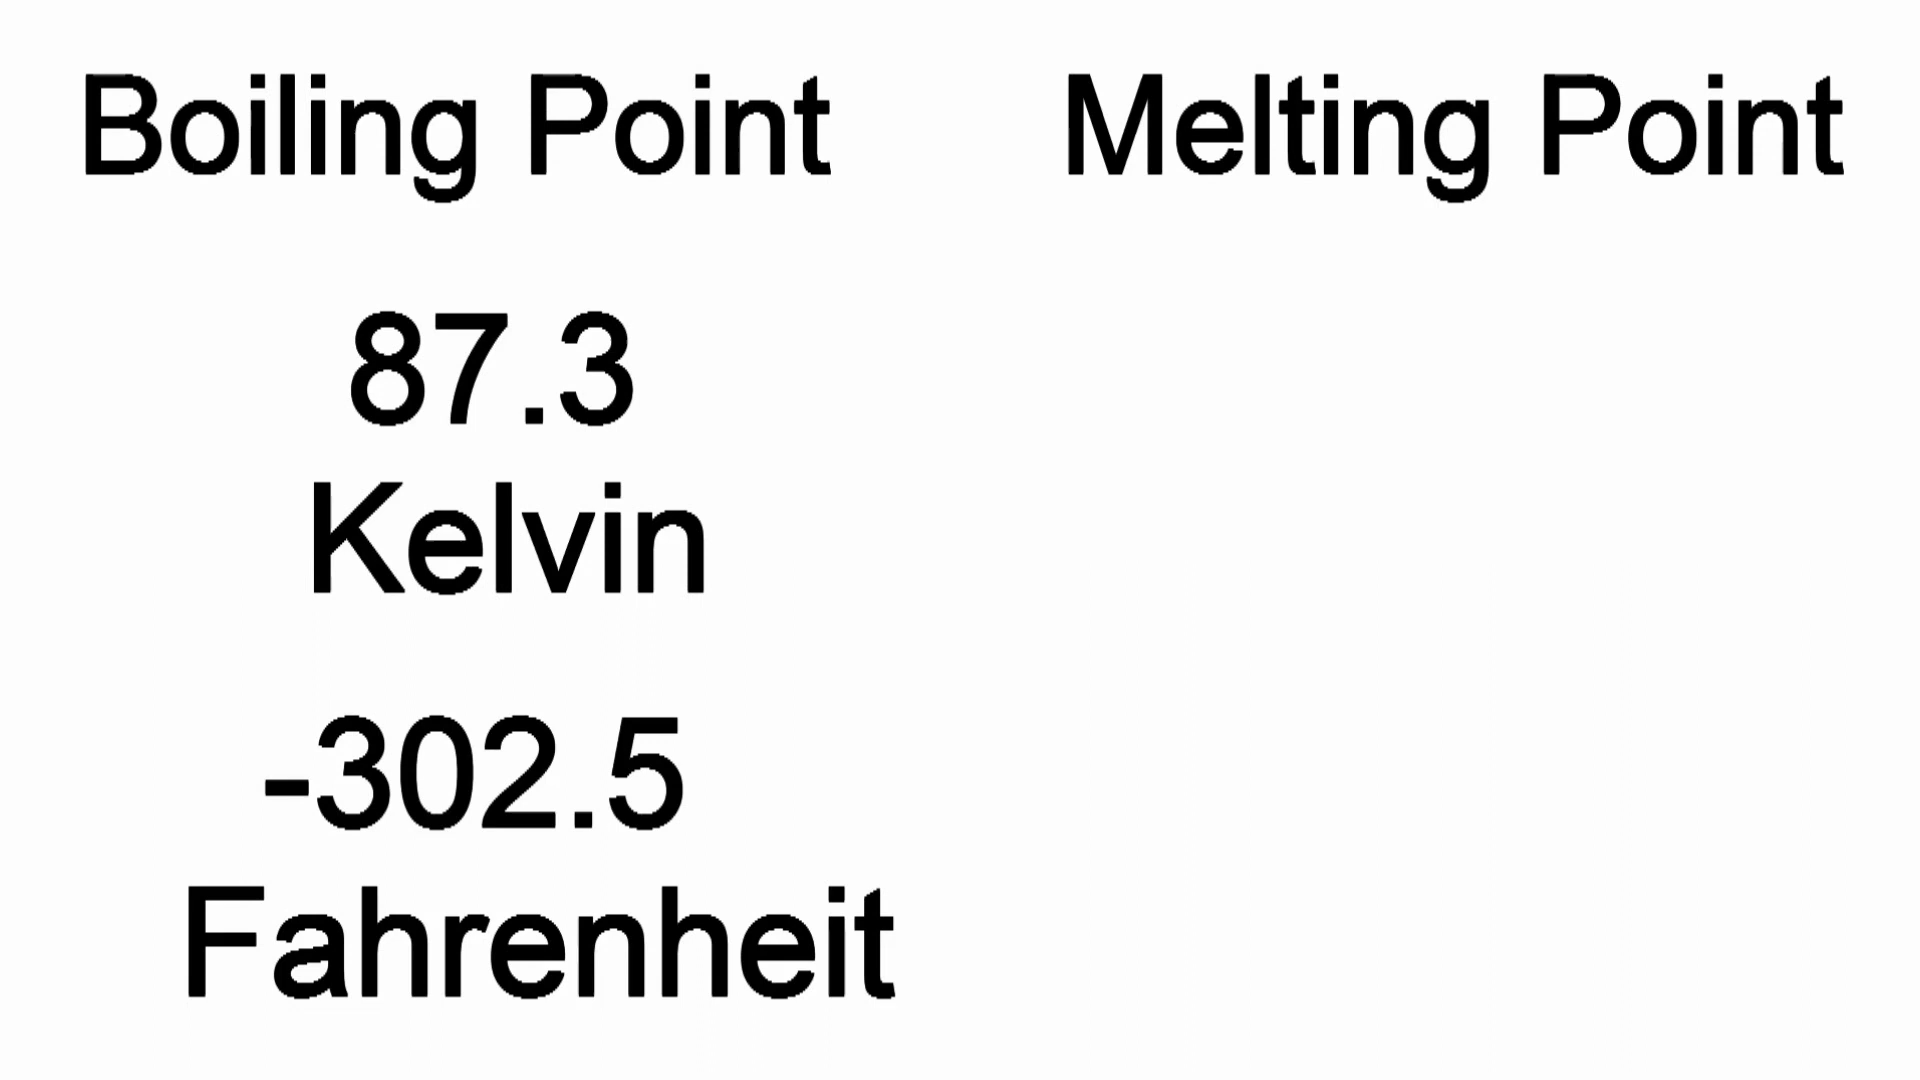 Boiling Point Melting Point
87.3
Kelvin
-302.5
Fahrenheit